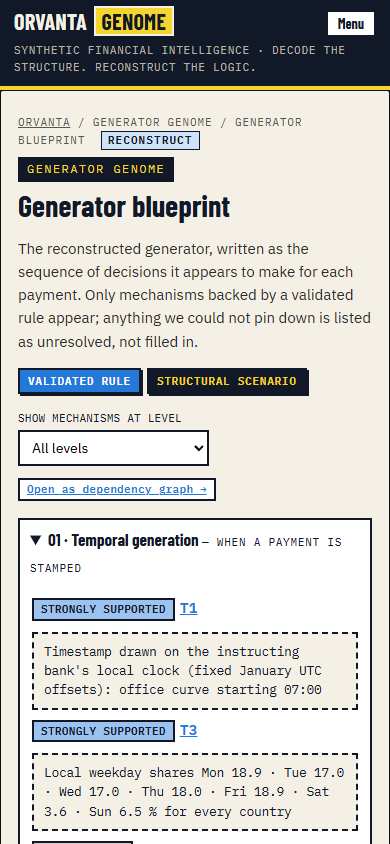 ORVANTA GENOME
Menu
SYNTHETIC FINANCIAL INTELLIGENCE · DECODE THE
STRUCTURE. RECONSTRUCT THE LOGIC.
ORVANTA / GENERATOR GENOME / GENERATOR
BLUEPRINT RECONSTRUCT
GENERATOR GENOME
Generator blueprint
The reconstructed generator, written as the
sequence of decisions it appears to make for each
payment. Only mechanisms backed by a validated
rule appear; anything we could not pin down is listed
as unresolved, not filled in.
VALIDATED RULE STRUCTURAL SCENARIO
SHOW MECHANISMS AT LEVEL
All levels
Open as dependency graph →
▼ 01 · Temporal generation — WHEN A PAYMENT IS
STAMPED
STRONGLY SUPPORTED T1
Timestamp drawn on the instructing
bank's local clock (fixed January UTC
offsets): office curve starting 07:00
STRONGLY SUPPORTED T3
Local weekday shares Mon 18.9 · Tue 17.0
· Wed 17.0 · Thu 18.0 · Fri 18.9 · Sat
3.6 · Sun 6.5 % for every country